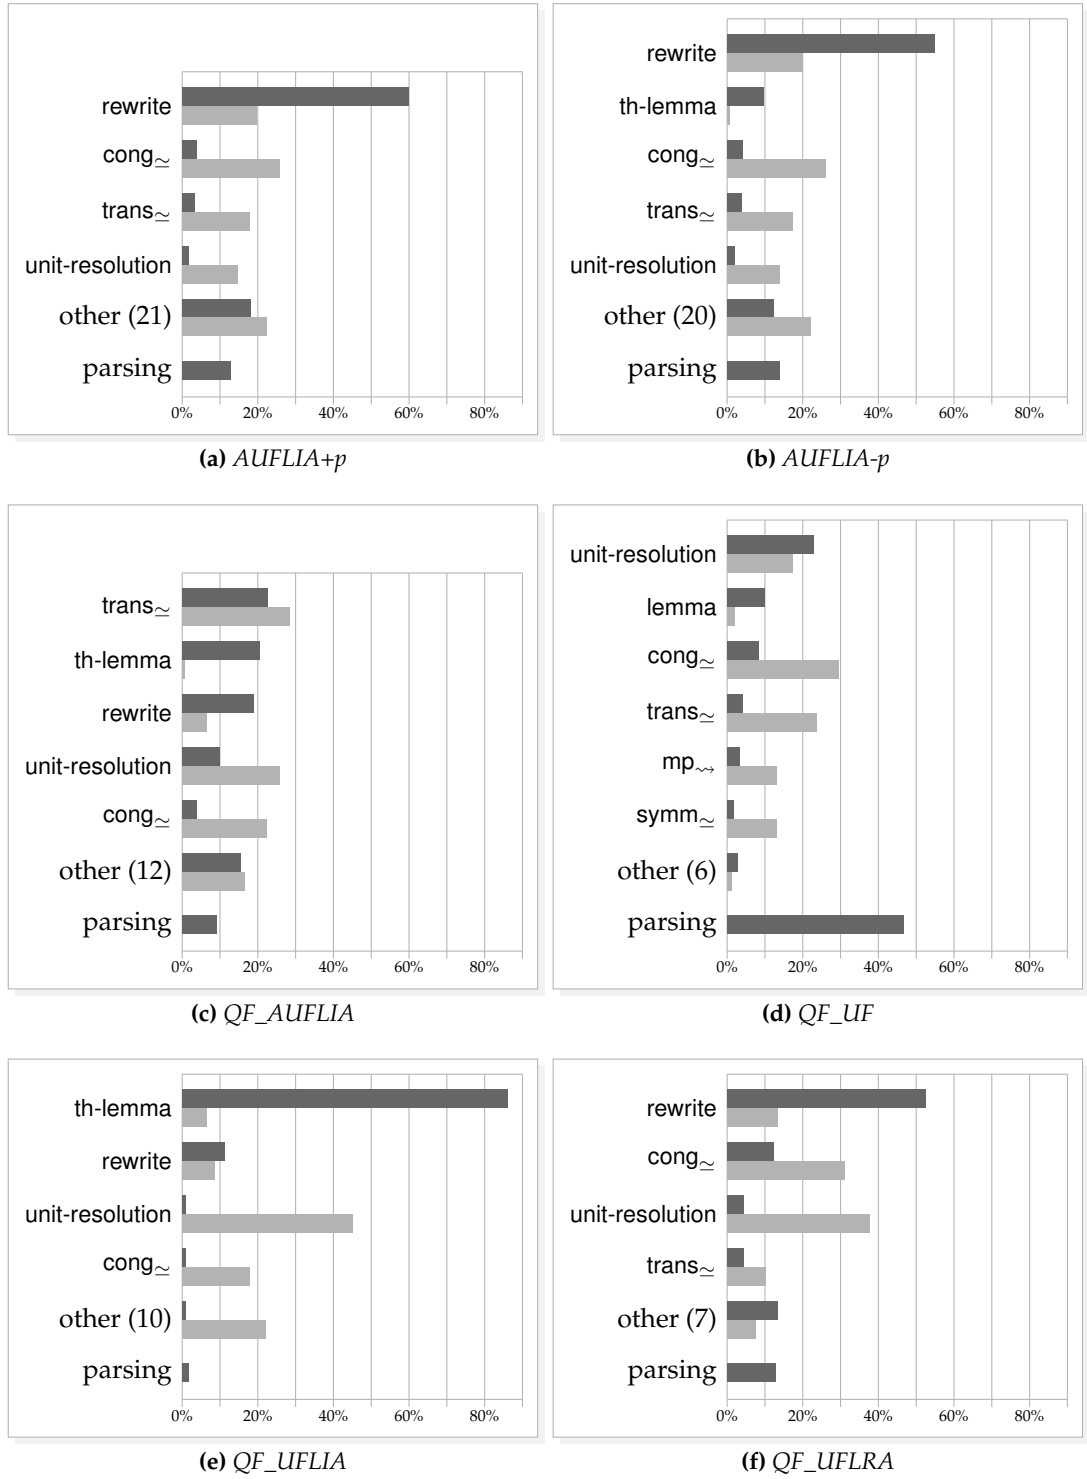 rewrite
cong≃
trans≃
unit-resolution
other (21)
parsing
0% 20% 40% 60% 80%
(a) AUFLIA+p
rewrite
th-lemma
cong≃
trans≃
unit-resolution
other (20)
parsing
0% 20% 40% 60% 80%
(b) AUFLIA-p
trans≃
th-lemma
rewrite
unit-resolution
cong≃
other (12)
parsing
0% 20% 40% 60% 80%
(c) QF_AUFLIA
unit-resolution
lemma
cong≃
trans≃
mp⇝
symm≃
other (6)
parsing
0% 20% 40% 60% 80%
(d) QF_UF
th-lemma
rewrite
unit-resolution
cong≃
other (10)
parsing
0% 20% 40% 60% 80%
(e) QF_UFLIA
rewrite
cong≃
unit-resolution
trans≃
other (7)
parsing
0% 20% 40% 60% 80%
(f) QF_UFLRA